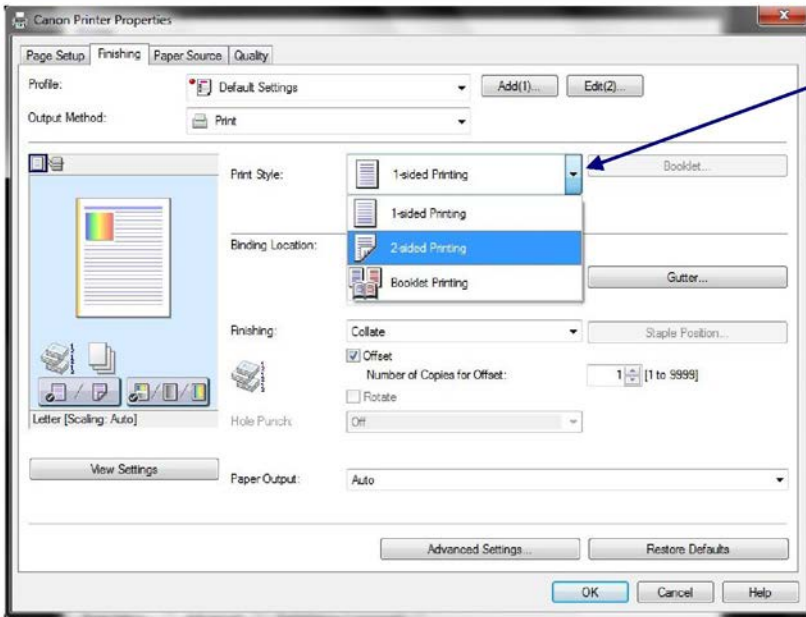 Canon Printer Properties
Page Setup Finishing Paper Source Quality
Profile: Default Settings Add(1)... Edit(2)...
Output Method: Print
Print Style: 1-sided Printing Booklet...
1-sided Printing
Binding Location: 2-sided Printing
Booklet Printing Gutter...
Finishing: Collate Staple Position...
Offset
Number of Copies for Offset: 1 [1 to 9999]
Rotate
Letter [Scaling: Auto] Hole Punch: Off
View Settings Paper Output: Auto
Advanced Settings... Restore Defaults
OK Cancel Help